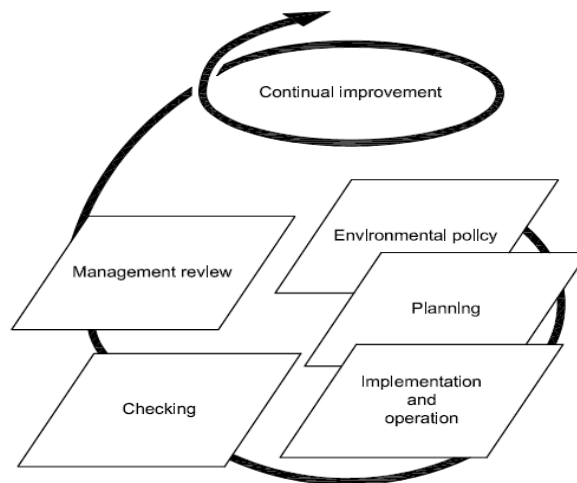 Continual improvement
Environmental policy
Management review
Planning
Implementation
and
operation
Checking